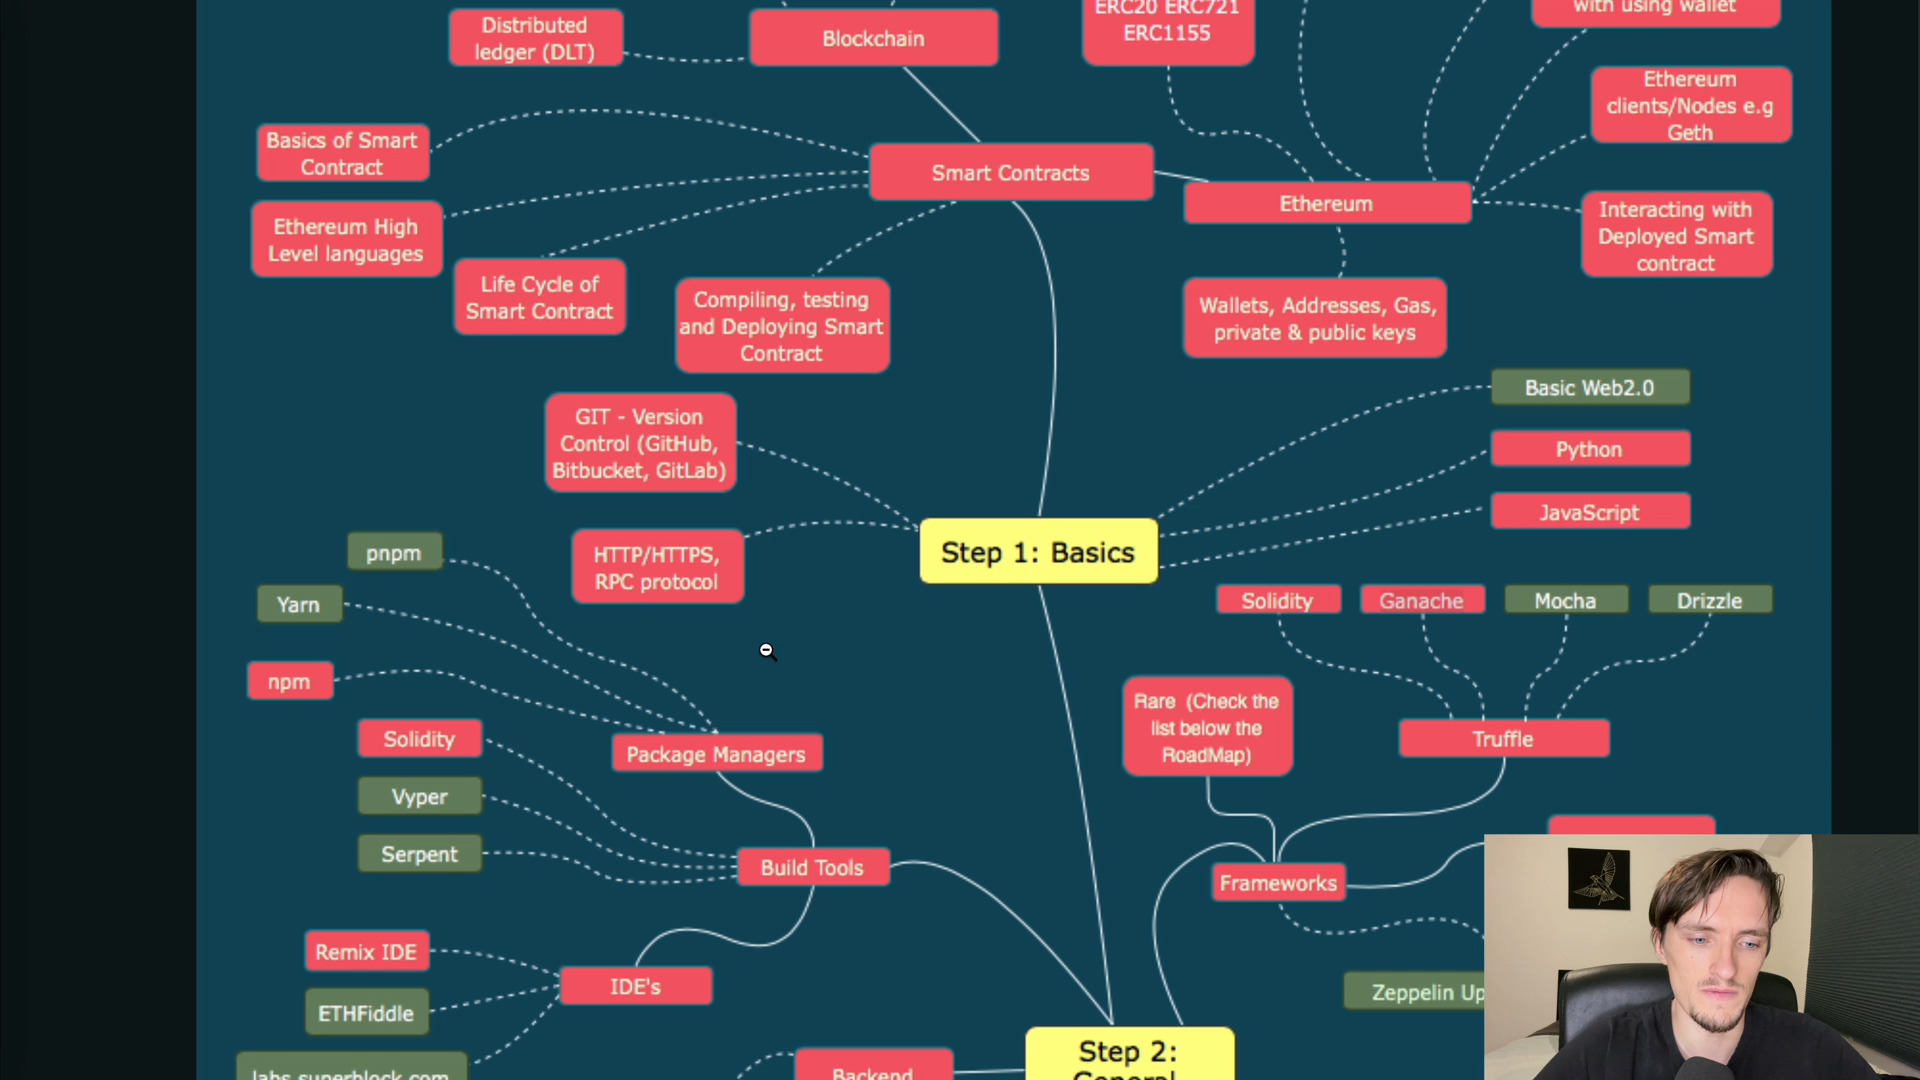 ERC20 ERC721
ERC1155
with using wallet
Distributed
ledger (DLT)
Blockchain
Ethereum
clients/Nodes e.g
Geth
Basics of Smart
Contract
Smart Contracts
Ethereum
Interacting with
Deployed Smart
contract
Ethereum High
Level languages
Life Cycle of
Smart Contract
Compiling, testing
and Deploying Smart
Contract
Wallets, Addresses, Gas,
private & public keys
Basic Web2.0
Python
JavaScript
GIT - Version
Control (GitHub,
Bitbucket, GitLab)
HTTP/HTTPS,
RPC protocol
Step 1: Basics
pnpm
Yarn
npm
Solidity
Ganache
Mocha
Drizzle
Rare (Check the
list below the
RoadMap)
Truffle
Package Managers
Solidity
Vyper
Serpent
Build Tools
Frameworks
Remix IDE
ETHFiddle
IDE's
labs.superblock.com
Zeppelin Up
Backend
Step 2:
General